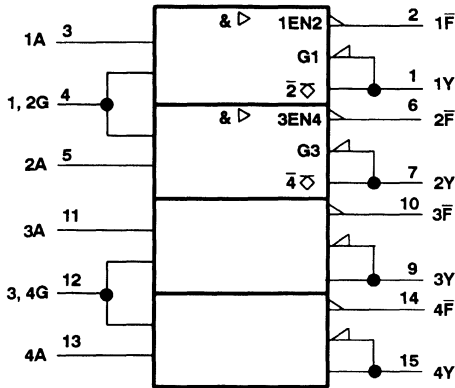 & ▷ 1EN2 2 1F̅
1A 3
G1
2̅ ◇̅ 1 1Y
1, 2G 4
& ▷ 3EN4 6 2F̅
2A 5 G3
4̅ ◇̅ 7 2Y
10 3F̅
3A 11
9 3Y
3, 4G 12
14 4F̅
4A 13
15 4Y